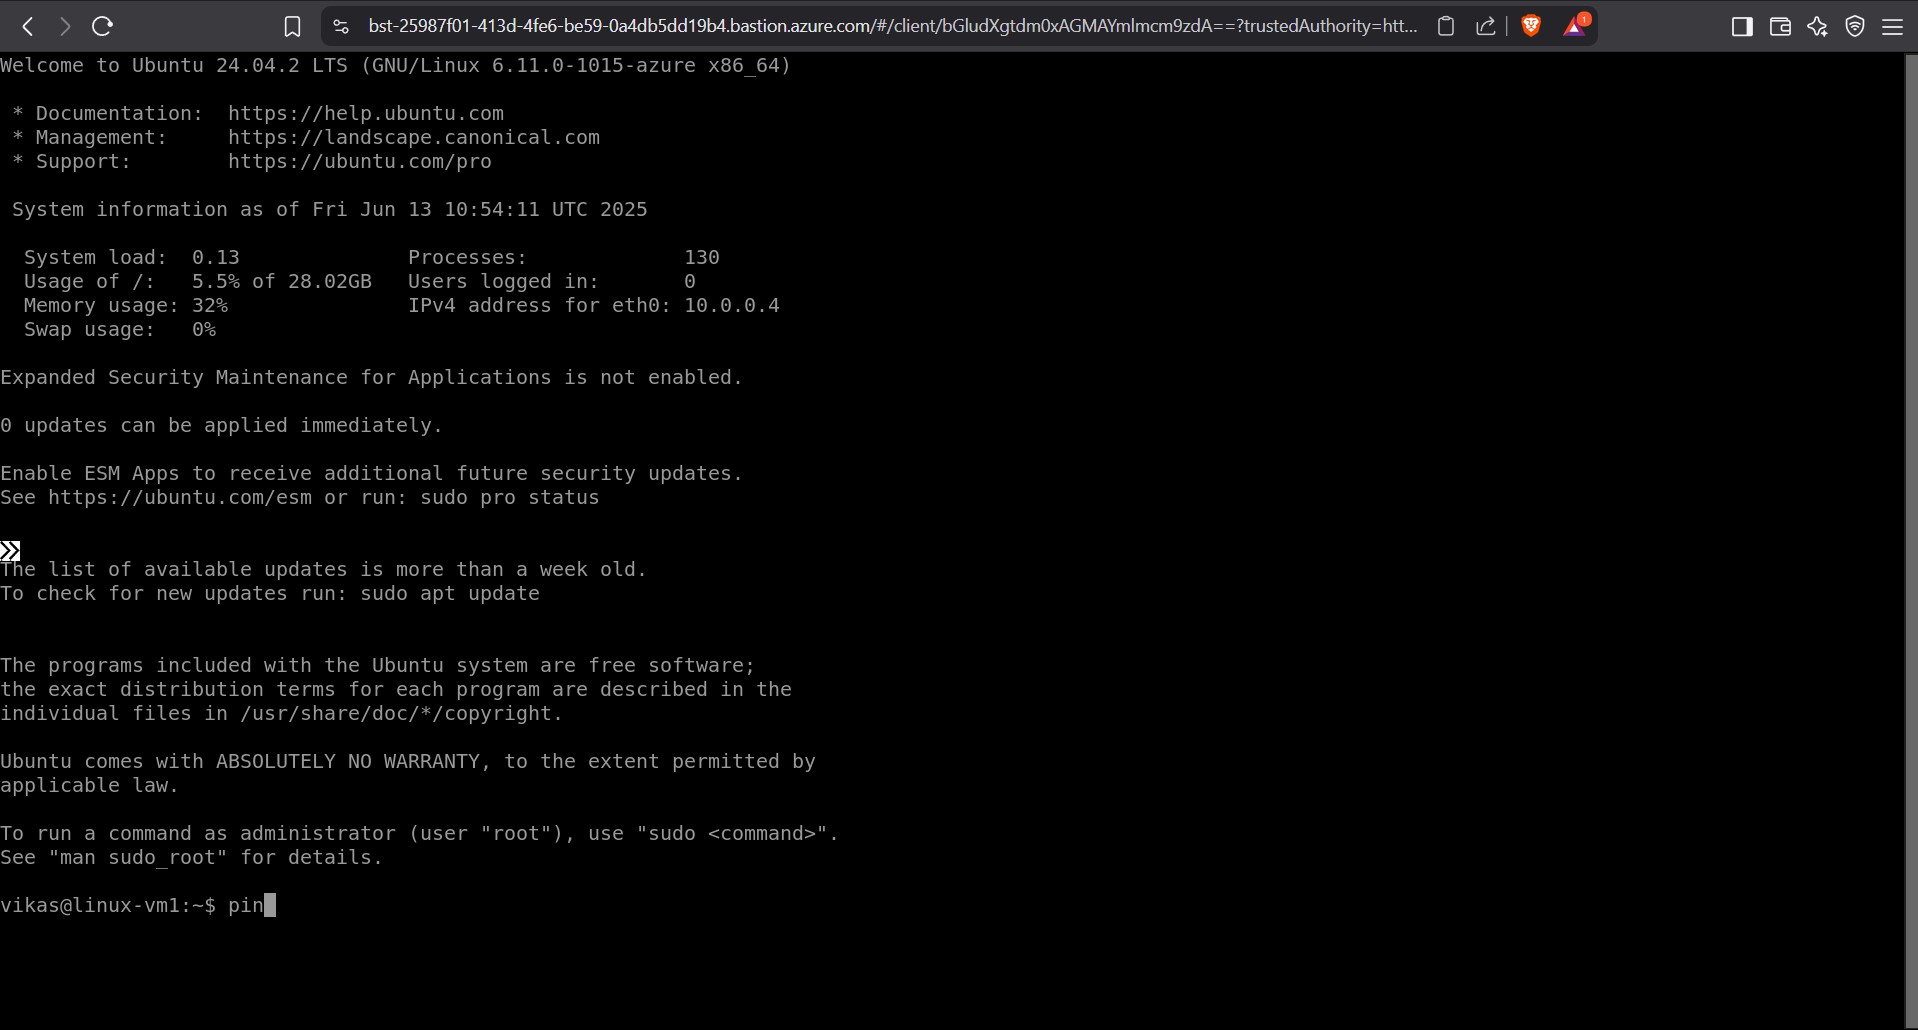 bst-25987f01-413d-4fe6-be59-0a4db5dd19b4.bastion.azure.com/#/client/bGludXgtdm0xAGMAYmlmcm9zdA==?trustedAuthority=htt...
1
Welcome to Ubuntu 24.04.2 LTS (GNU/Linux 6.11.0-1015-azure x86_64)
* Documentation:  https://help.ubuntu.com
* Management:     https://landscape.canonical.com
* Support:        https://ubuntu.com/pro
System information as of Fri Jun 13 10:54:11 UTC 2025
System load:  0.13              Processes:             130
Usage of /:   5.5% of 28.02GB   Users logged in:       0
Memory usage: 32%               IPv4 address for eth0: 10.0.0.4
Swap usage:   0%
Expanded Security Maintenance for Applications is not enabled.
0 updates can be applied immediately.
Enable ESM Apps to receive additional future security updates.
See https://ubuntu.com/esm or run: sudo pro status
The list of available updates is more than a week old.
To check for new updates run: sudo apt update
The programs included with the Ubuntu system are free software;
the exact distribution terms for each program are described in the
individual files in /usr/share/doc/*/copyright.
Ubuntu comes with ABSOLUTELY NO WARRANTY, to the extent permitted by
applicable law.
To run a command as administrator (user "root"), use "sudo <command>".
See "man sudo_root" for details.
vikas@linux-vm1:~$ pin